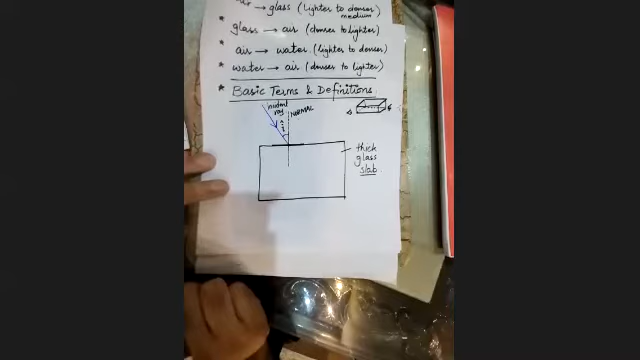 air → glass (lighter to denser medium)
* glass → air (denser to lighter)
* air → water (lighter to denser)
* water → air (denser to lighter)
* Basic Terms & Definitions.
incident ray
NORMAL
∠i
thick
glass
slab